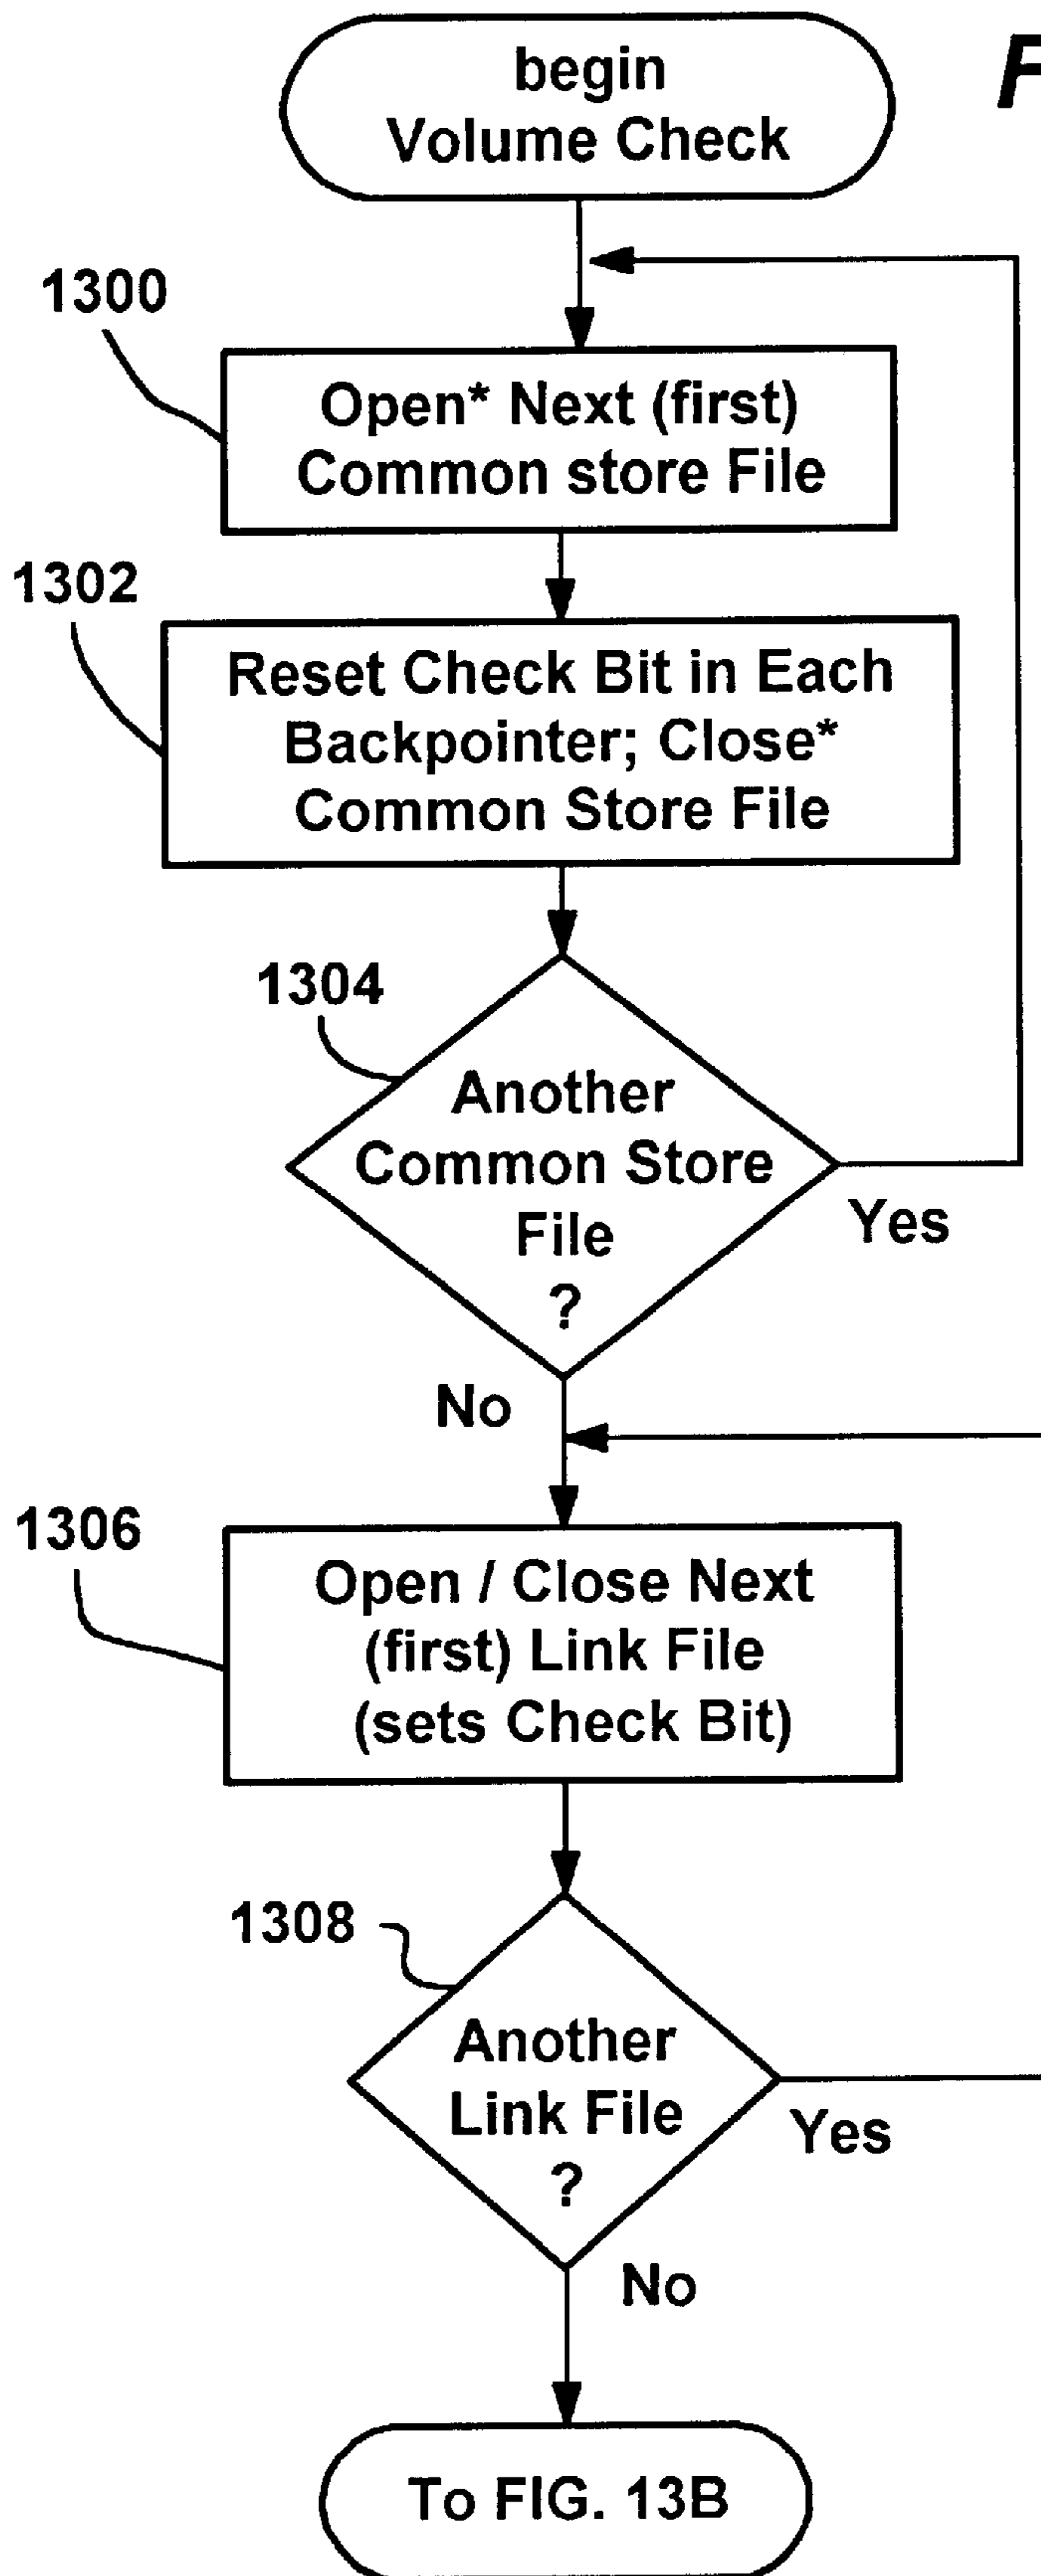 begin
Volume Check
F
1300
Open* Next (first)
Common store File
1302
Reset Check Bit in Each
Backpointer; Close*
Common Store File
1304
Another
Common Store
File
?
Yes
No
1306
Open / Close Next
(first) Link File
(sets Check Bit)
1308
Another
Link File
?
Yes
No
To FIG. 13B